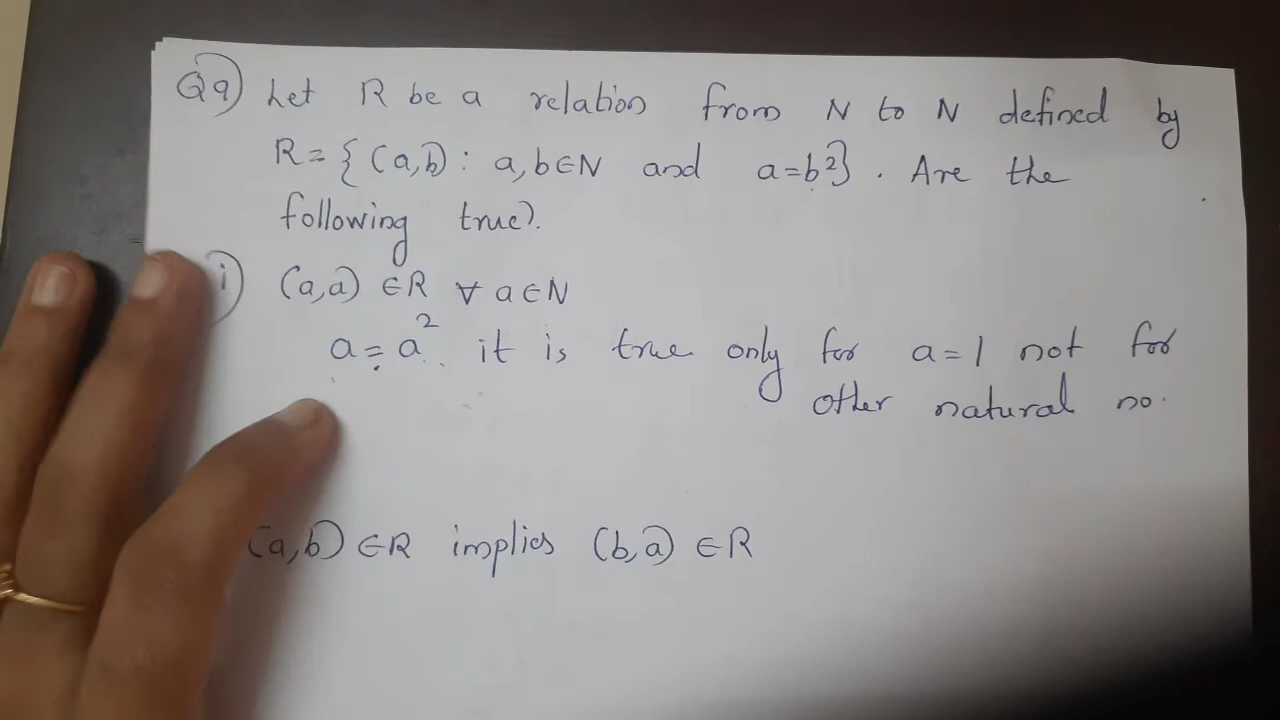 Q9) Let R be a relation from N to N defined by
R = {(a,b) : a,b∈N and a=b²}. Are the
following true?.
i) (a,a) ∈R ∀ a∈N
a = a². it is true only for a=1 not for
other natural no.
(a,b) ∈R implies (b,a) ∈R